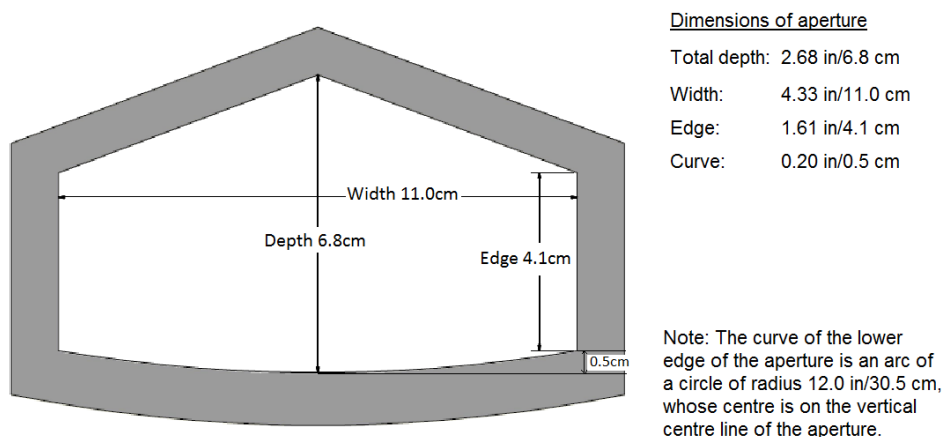 Dimensions of aperture
Total depth: 2.68 in/6.8 cm
Width: 4.33 in/11.0 cm
Edge: 1.61 in/4.1 cm
Curve: 0.20 in/0.5 cm
Width 11.0cm
Depth 6.8cm
Edge 4.1cm
0.5cm
Note: The curve of the lower
edge of the aperture is an arc of
a circle of radius 12.0 in/30.5 cm,
whose centre is on the vertical
centre line of the aperture.